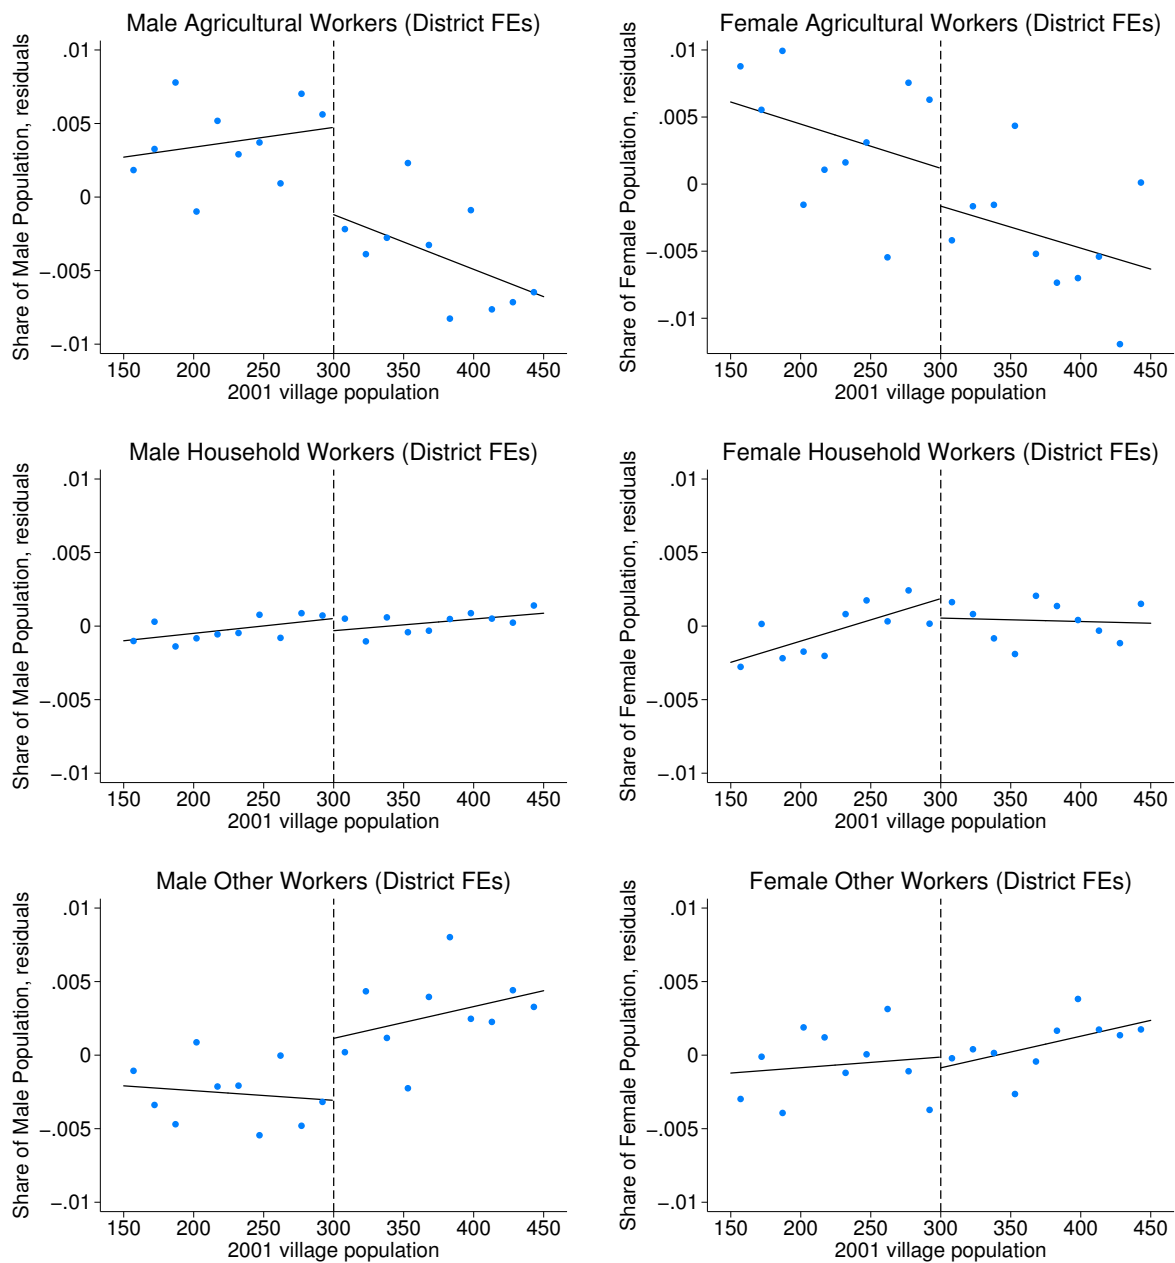 Male Agricultural Workers (District FEs)
Share of Male Population, residuals
.01
.005
0
−.005
−.01
150 200 250 300 350 400 450
2001 village population
Female Agricultural Workers (District FEs)
Share of Female Population, residuals
.01
.005
0
−.005
−.01
150 200 250 300 350 400 450
2001 village population
Male Household Workers (District FEs)
Share of Male Population, residuals
.01
.005
0
−.005
−.01
150 200 250 300 350 400 450
2001 village population
Female Household Workers (District FEs)
Share of Female Population, residuals
.01
.005
0
−.005
−.01
150 200 250 300 350 400 450
2001 village population
Male Other Workers (District FEs)
Share of Male Population, residuals
.01
.005
0
−.005
−.01
150 200 250 300 350 400 450
2001 village population
Female Other Workers (District FEs)
Share of Female Population, residuals
.01
.005
0
−.005
−.01
150 200 250 300 350 400 450
2001 village population